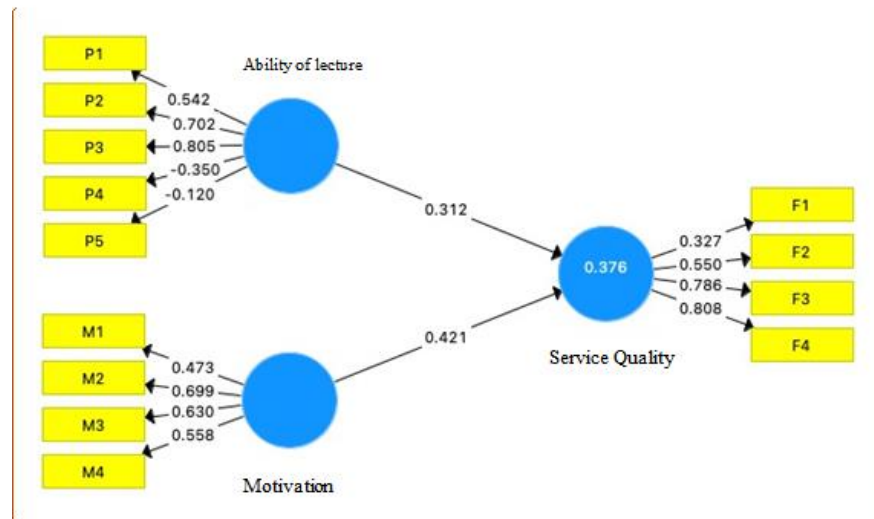 P1
P2
P3
P4
P5
Ability of lecture
0.542
0.702
0.805
-0.350
-0.120
0.312
M1
M2
M3
M4
0.473
0.699
0.630
0.558
Motivation
0.421
0.376
Service Quality
0.327
0.550
0.786
0.808
F1
F2
F3
F4